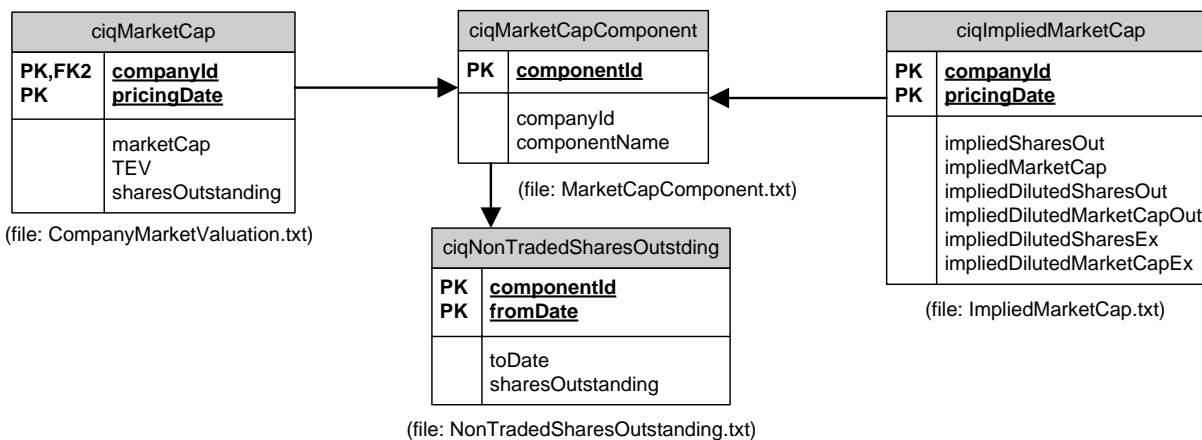 ciqMarketCap
PK,FK2 companyId
PK pricingDate
marketCap
TEV
sharesOutstanding
(file: CompanyMarketValuation.txt)
ciqMarketCapComponent
PK componentId
companyId
componentName
(file: MarketCapComponent.txt)
ciqNonTradedSharesOutstding
PK componentId
PK fromDate
toDate
sharesOutstanding
(file: NonTradedSharesOutstanding.txt)
ciqImpliedMarketCap
PK companyId
PK pricingDate
impliedSharesOut
impliedMarketCap
impliedDilutedSharesOut
impliedDilutedMarketCapOut
impliedDilutedSharesEx
impliedDilutedMarketCapEx
(file: ImpliedMarketCap.txt)